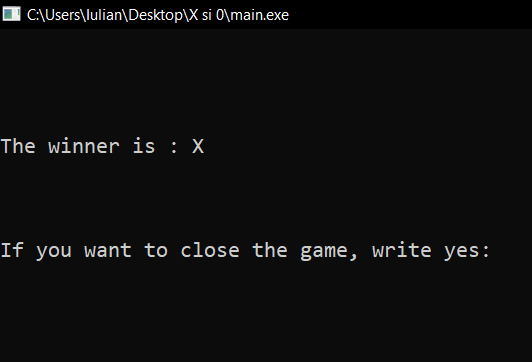 C:\Users\Iulian\Desktop\X si 0\main.exe
The winner is : X
If you want to close the game, write yes: